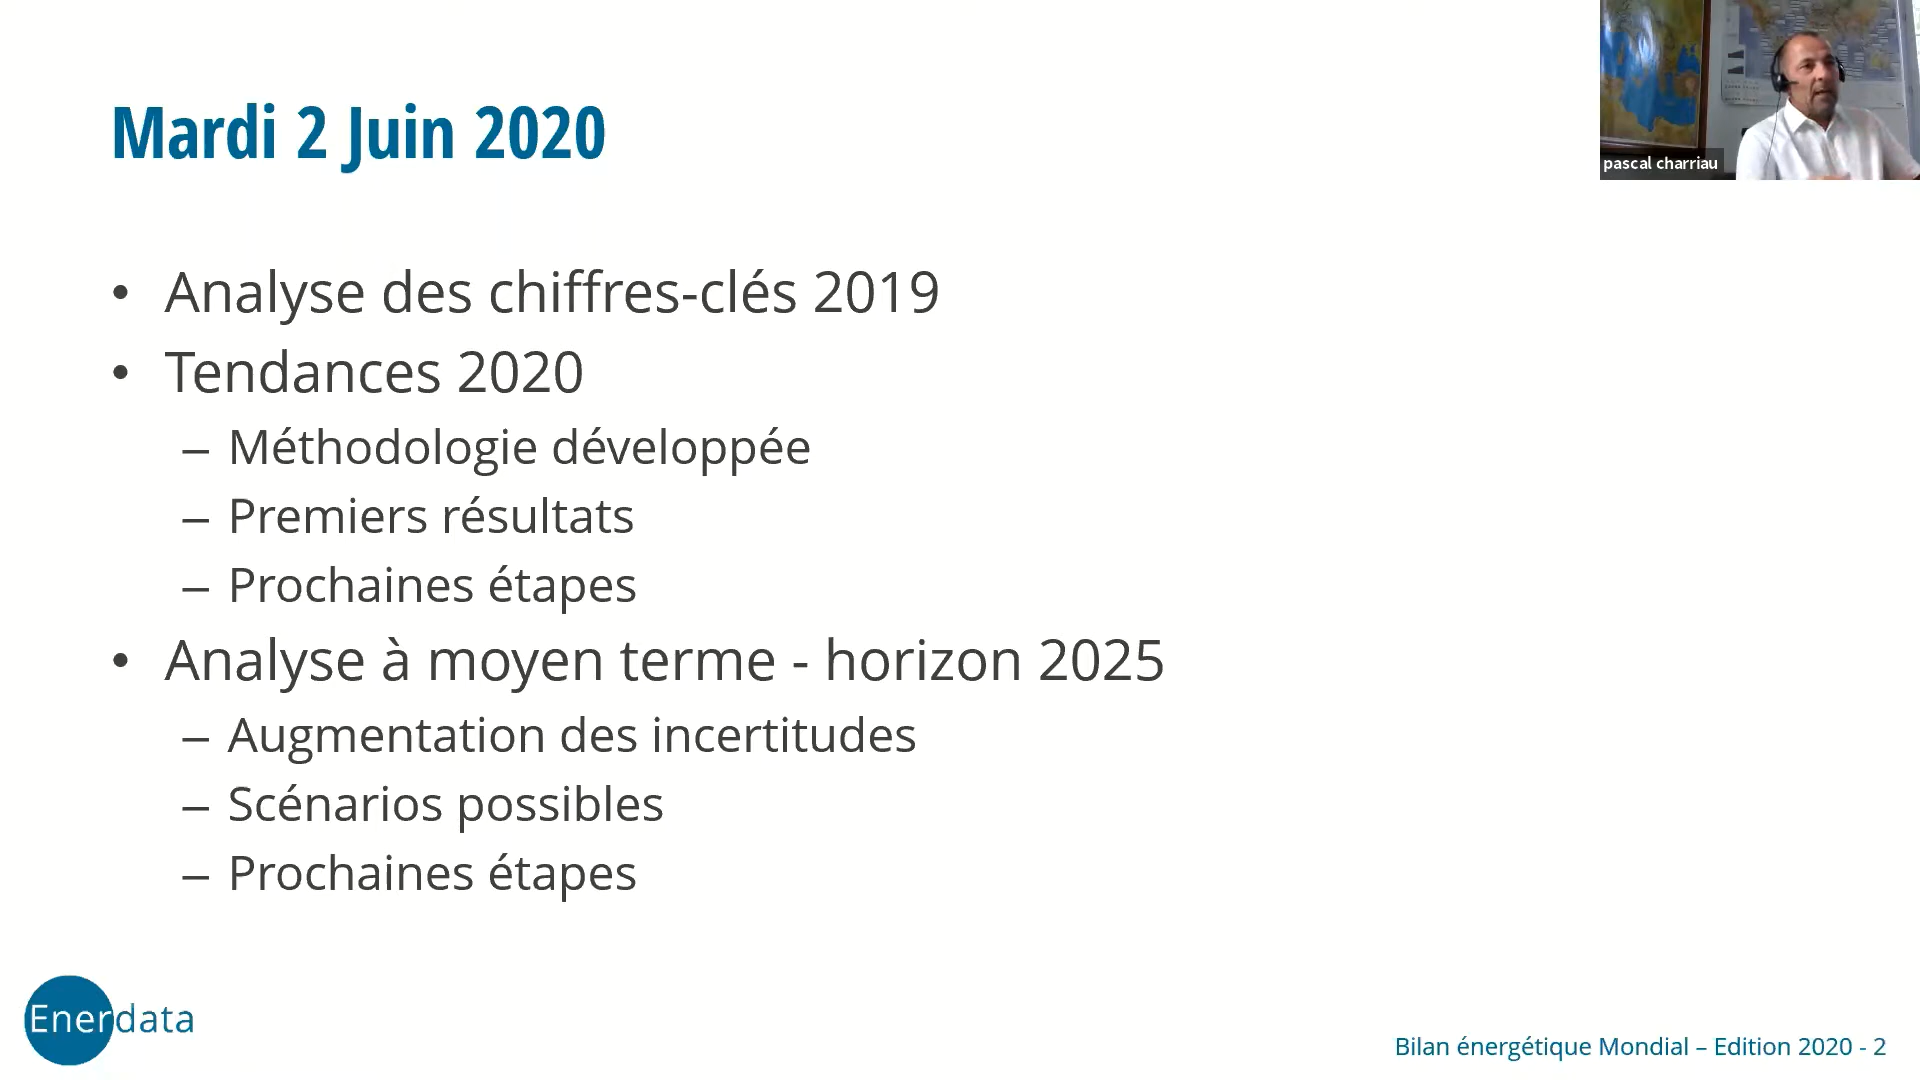 Mardi 2 Juin 2020
pascal charriau
• Analyse des chiffres-clés 2019
• Tendances 2020
– Méthodologie développée
– Premiers résultats
– Prochaines étapes
• Analyse à moyen terme - horizon 2025
– Augmentation des incertitudes
– Scénarios possibles
– Prochaines étapes
Enerdata
Bilan énergétique Mondial – Edition 2020 - 2